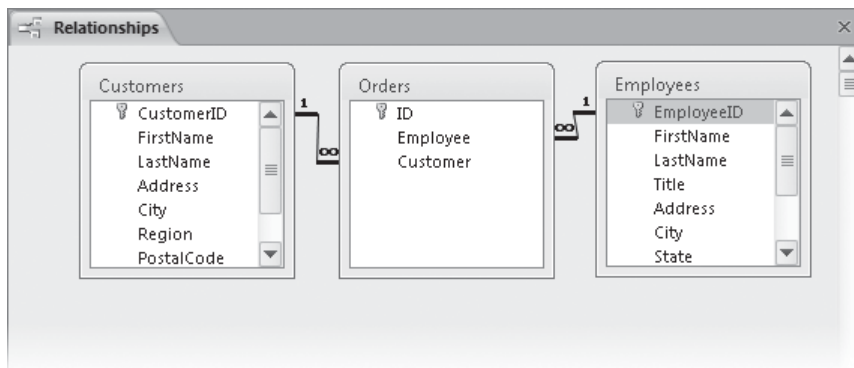 Relationships
Customers
CustomerID
FirstName
LastName
Address
City
Region
PostalCode
1
∞
Orders
ID
Employee
Customer
1
∞
Employees
EmployeeID
FirstName
LastName
Title
Address
City
State